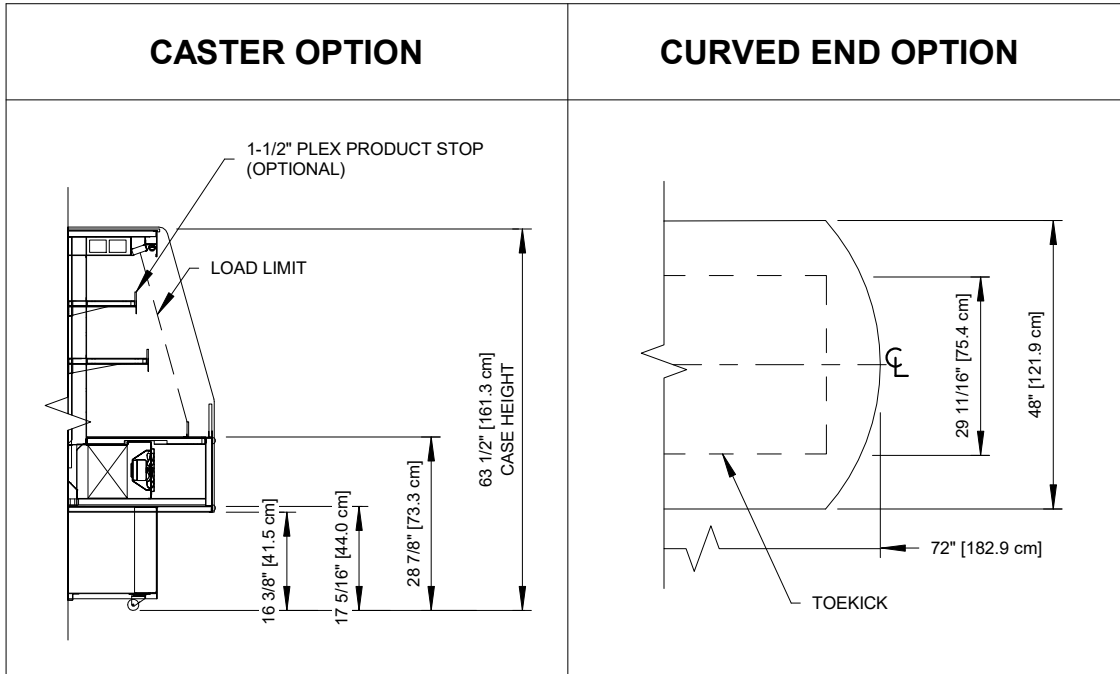 CASTER OPTION
CURVED END OPTION
1-1/2" PLEX PRODUCT STOP
(OPTIONAL)
LOAD LIMIT
63 1/2" [161.3 cm]
CASE HEIGHT
28 7/8" [73.3 cm]
17 5/16" [44.0 cm]
16 3/8" [41.5 cm]
29 11/16" [75.4 cm]
48" [121.9 cm]
72" [182.9 cm]
TOEKICK